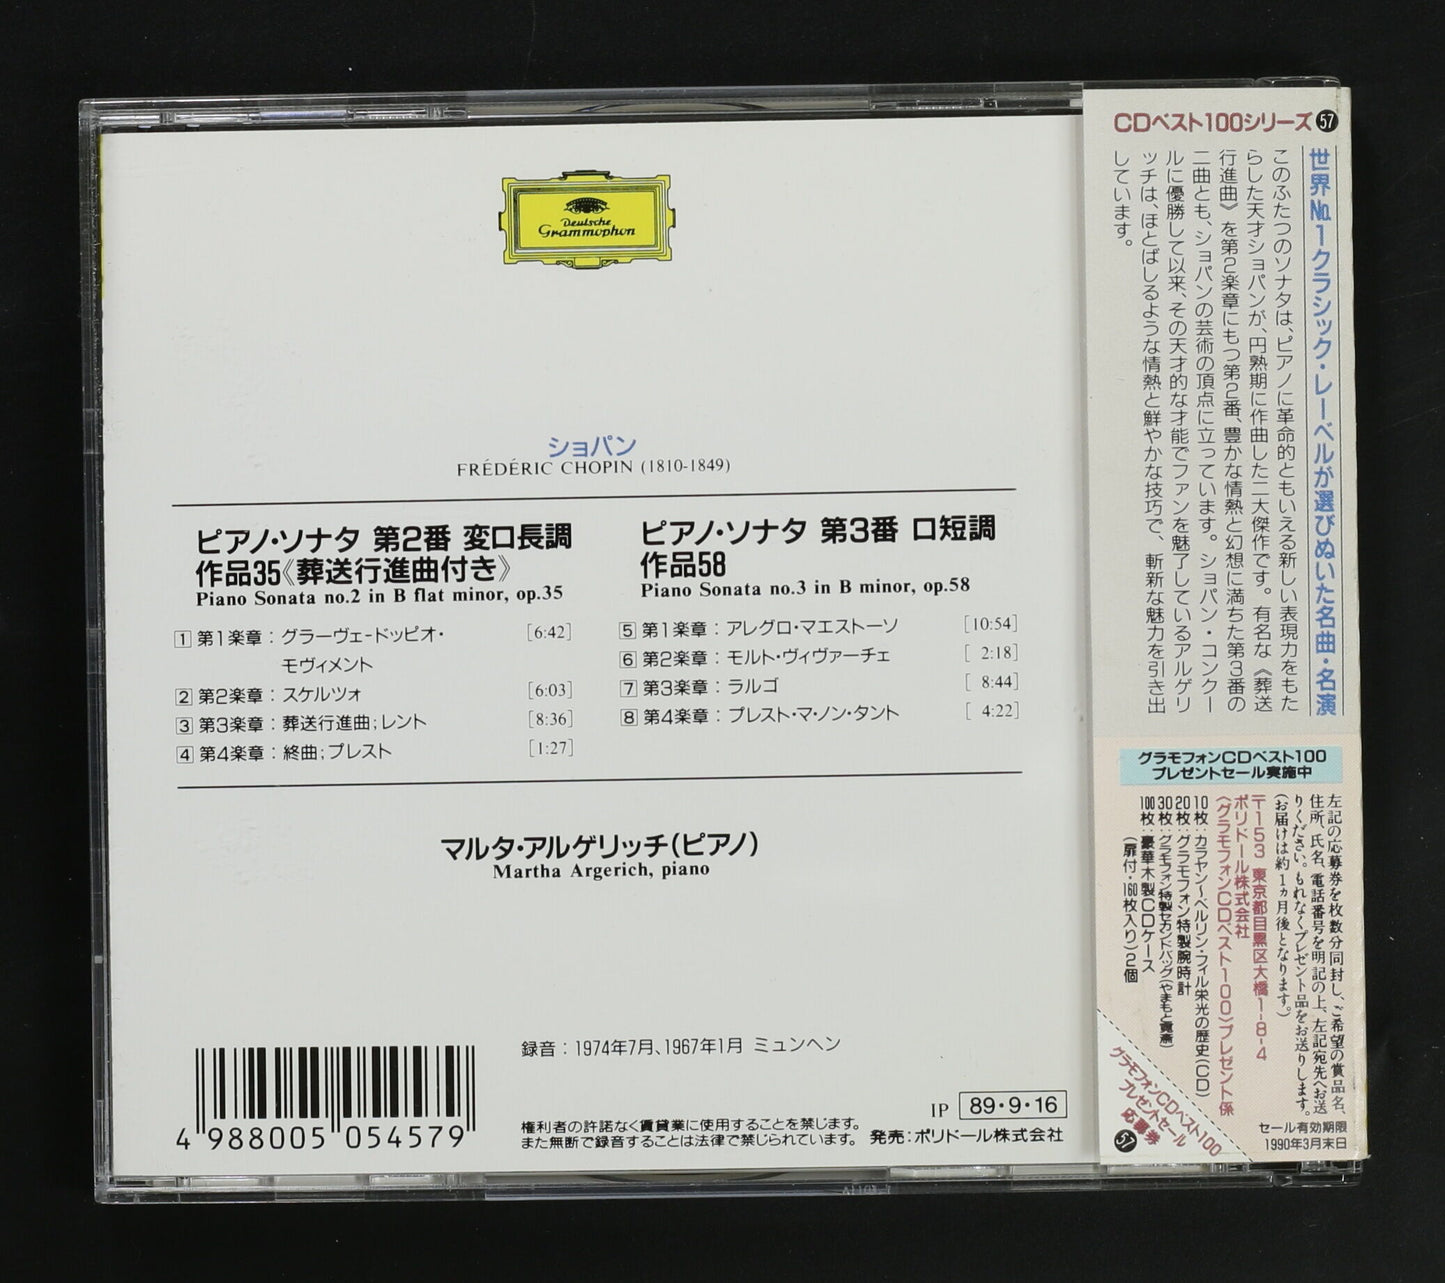 Deutsche
Grammophon
ショパン
FRÉDÉRIC CHOPIN (1810-1849)
ピアノ・ソナタ 第2番 変ロ長調
作品35《葬送行進曲付き》
Piano Sonata no.2 in B flat minor, op.35
1 第1楽章：グラーヴェ-ドッピオ・ [6:42]
モヴィメント
2 第2楽章：スケルツォ [6:03]
3 第3楽章：葬送行進曲；レント [8:36]
4 第4楽章：終曲；プレスト [1:27]
ピアノ・ソナタ 第3番 ロ短調
作品58
Piano Sonata no.3 in B minor, op.58
5 第1楽章：アレグロ・マエストーソ [10:54]
6 第2楽章：モルト・ヴィヴァーチェ [ 2:18]
7 第3楽章：ラルゴ [ 8:44]
8 第4楽章：プレスト・マ・ノン・タント [ 4:22]
マルタ・アルゲリッチ(ピアノ)
Martha Argerich, piano
録音：1974年7月、1967年1月 ミュンヘン
4 988005 054579
IP 89・9・16
権利者の許諾なく賃貸業に使用することを禁じます。
また無断で録音することは法律で禁じられています。
発売：ポリドール株式会社
CDベスト100シリーズ57
世界No.1クラシック・レーベルが選びぬいた名曲・名演
このふたつのソナタは、ピアノに革命的ともいえる新しい表現力をもた
らした天才ショパンが、円熟期に作曲した二大傑作です。有名な《葬送
行進曲》を第2楽章にもつ第2番、豊かな情熱と幻想に満ちた第3番の
二曲とも、ショパンの芸術の頂点に立っています。ショパン・コンクー
ルに優勝して以来、その天才的な才能でファンを魅了しているアルゲリ
ッチは、ほとばしるような情熱と鮮やかな技巧で、斬新な魅力を引き出
しています。
グラモフォンCDベスト100
プレゼントセール実施中
左記の応募券を枚数分同封し、ご希望の賞品名、
住所、氏名、電話番号を明記の上、左記宛先へお送
りください。もれなくプレゼント品をお送りします。
(お届けは約1ヵ月後となります。)
〒153 東京都目黒区大橋1-8-4
ポリドール株式会社
〈グラモフォンCDベスト100〉プレゼント係
10枚：カラヤン〜ベルリン・フィル栄光の歴史(CD)
20枚：グラモフォン特製腕時計
30枚：グラモフォン特製セカンドバッグ(やまもと寛斎)
100枚：豪華木製CDケース
(扉付・160枚入り)2個
グラモフォンCDベスト100
プレゼントセール
応募券
57
セール有効期限
1990年3月末日